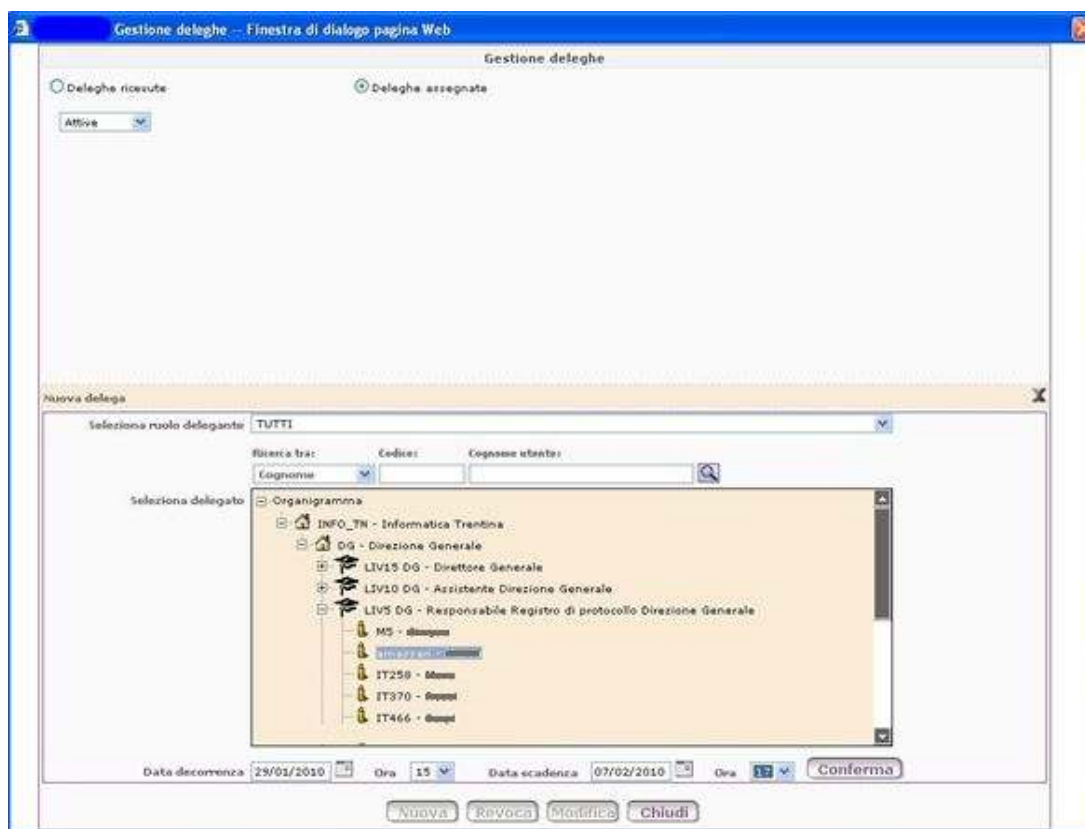 Gestione deleghe -- Finestra di dialogo pagina Web
Gestione deleghe
Deleghe ricevute Deleghe assegnate
Attive
Nuova delega X
Seleziona ruolo delegante TUTTI
Ricerca tra: Codice: Cognome utente:
Cognome
Seleziona delegato Organigramma
INFO_TN - Informatica Trentina
DG - Direzione Generale
LIV15 DG - Direttore Generale
LIV10 DG - Assistente Direzione Generale
LIV5 DG - Responsabile Registro di protocollo Direzione Generale
M5 -
IT258 -
IT370 -
IT466 -
Data decorrenza 29/01/2010 Ora 15 Data scadenza 07/02/2010 Ora 17 Conferma
Nuova Revoca Modifica Chiudi